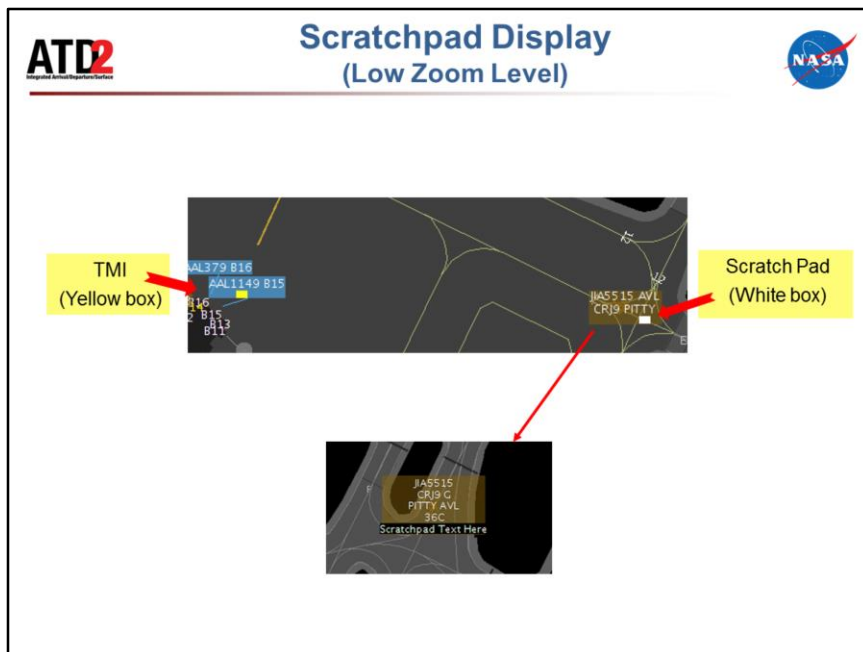 ATD2
Integrated Arrival/Departure/Surface
Scratchpad Display
(Low Zoom Level)
NASA
TMI
(Yellow box)
AAL379 B16
AAL1149 B15
B16
B15
B13
B11
JIA5515 AVL
CRJ9 PITTY
E
Scratch Pad
(White box)
F
JIA5515
CRJ9 G
PITTY AVL
36C
Scratchpad Text Here